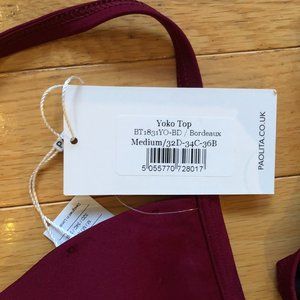 Yoko Top
BT1831YO-BD / Bordeaux
Medium/32D-34C-36B
5 055770 728017
PAOLITA.CO.UK